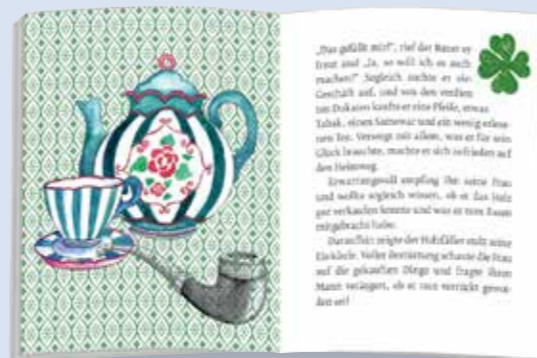 „Das gefällt mir!“, rief der Bauer er-
freut und „Ja, so will ich es auch
machen!“ Sogleich suchte er ein
Geschäft auf, und von den verdien-
ten Dukaten kaufte er eine Pfeife, etwas
Tabak, einen Samowar und ein wenig erlese-
nen Tee. Versorgt mit allem, was er für sein
Glück brauchte, machte er sich zufrieden auf
den Heimweg.
Erwartungsvoll empfing ihn seine Frau
und wollte sogleich wissen, ob er das Holz
gut verkaufen konnte und was er vom Basar
mitgebracht habe.
Daraufhin zeigte der Holzfäller stolz seine
Einkäufe. Voller Bestürzung schaute die Frau
auf die gekauften Dinge und fragte ihren
Mann verärgert, ob er nun verrückt gewor-
den sei!